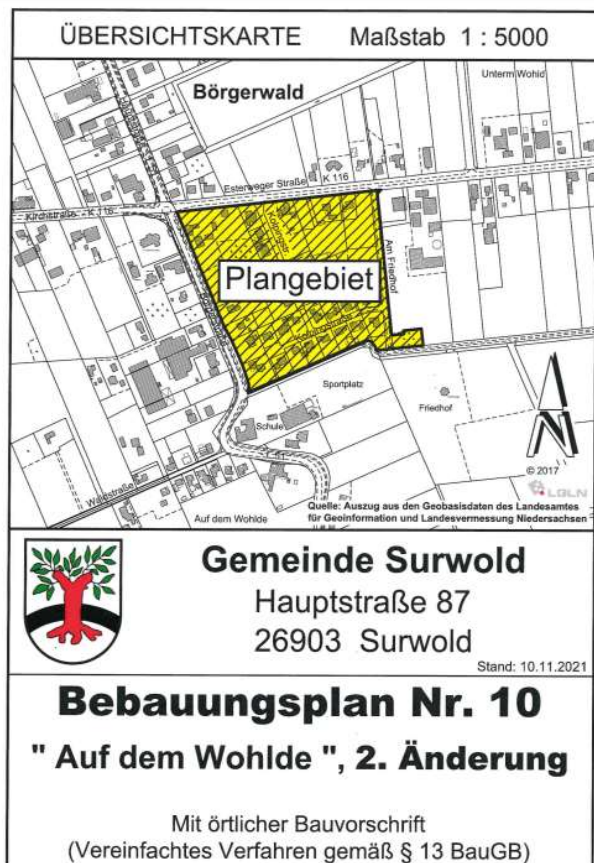 ÜBERSICHTSKARTE Maßstab 1 : 5000
Börgerwald
Unterm Wohld
Esterweger Straße K 116
Kirchstraße - K 116
Kolpingstr.
Am Friedhof
Plangebiet
Kolpingstraße
Sportplatz
Friedhof
Schule
Waldstraße
Auf dem Wohlde
N
© 2017
LGLN
Quelle: Auszug aus den Geobasisdaten des Landesamtes
für Geoinformation und Landesvermessung Niedersachsen
Gemeinde Surwold
Hauptstraße 87
26903 Surwold
Stand: 10.11.2021
Bebauungsplan Nr. 10
" Auf dem Wohlde ", 2. Änderung
Mit örtlicher Bauvorschrift
(Vereinfachtes Verfahren gemäß § 13 BauGB)